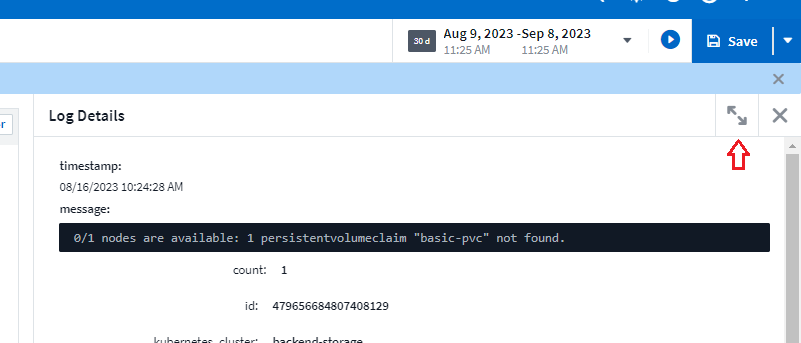 30 d
Aug 9, 2023 -Sep 8, 2023
11:25 AM 11:25 AM
Save
Log Details
timestamp:
08/16/2023 10:24:28 AM
message:
0/1 nodes are available: 1 persistentvolumeclaim "basic-pvc" not found.
count: 1
id: 479656684807408129
kubernetes_cluster: backend-storage